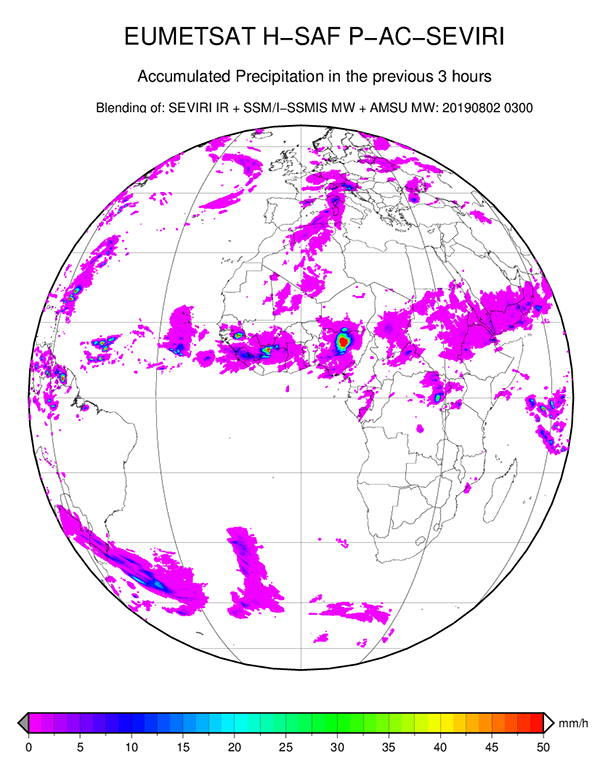 EUMETSAT H−SAF P−AC−SEVIRI
Accumulated Precipitation in the previous 3 hours
Blending of: SEVIRI IR + SSM/I−SSMIS MW + AMSU MW: 20190802 0300
mm/h
0 5 10 15 20 25 30 35 40 45 50